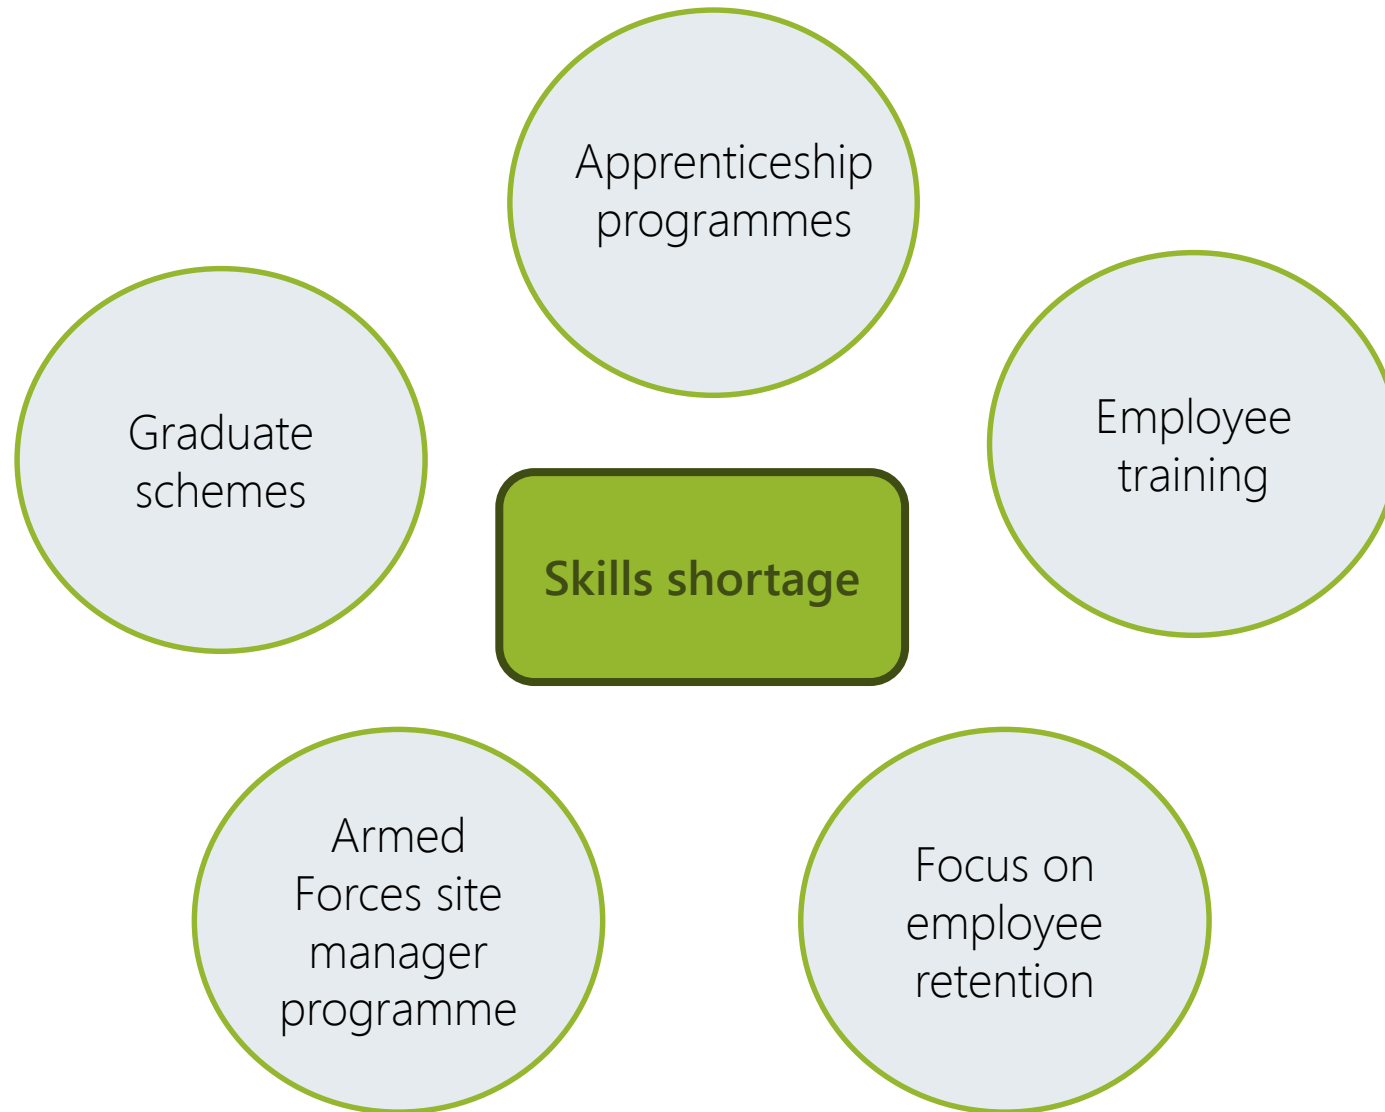 Apprenticeship
programmes
Graduate
schemes
Employee
training
Skills shortage
Armed
Forces site
manager
programme
Focus on
employee
retention